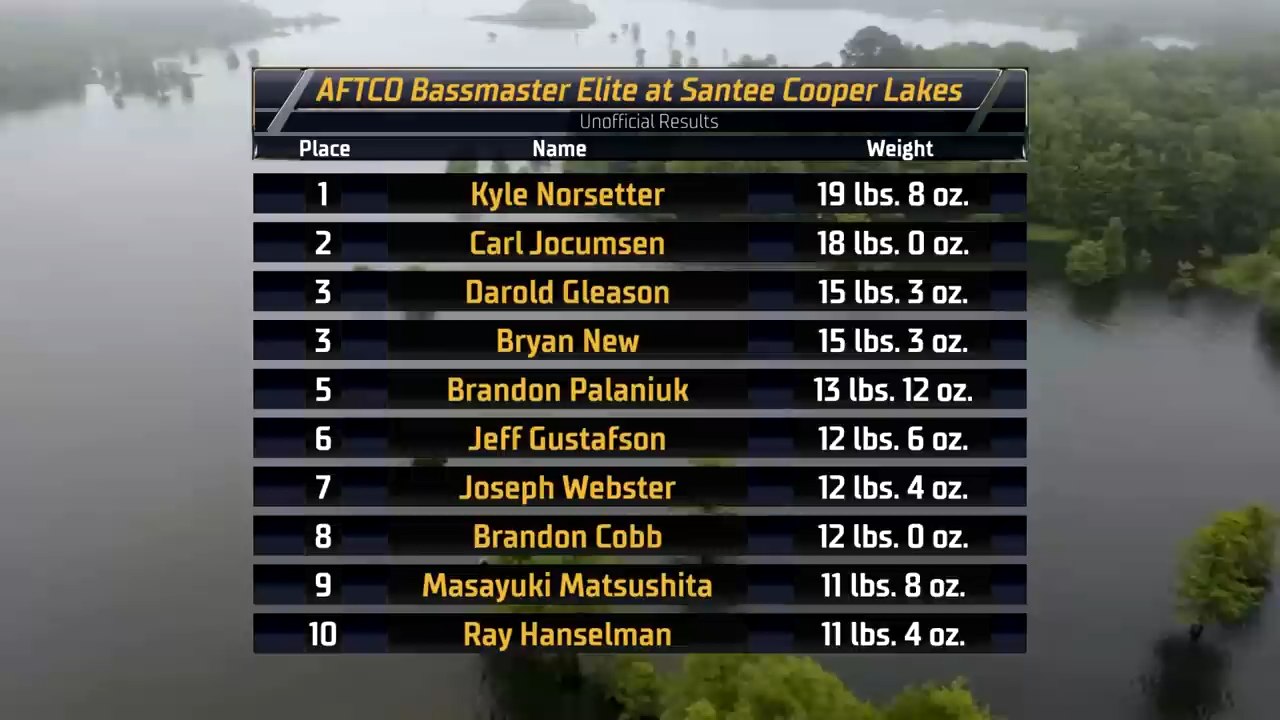 AFTCO Bassmaster Elite at Santee Cooper Lakes
Unofficial Results
Place Name Weight
1 Kyle Norsetter 19 lbs. 8 oz.
2 Carl Jocumsen 18 lbs. 0 oz.
3 Darold Gleason 15 lbs. 3 oz.
3 Bryan New 15 lbs. 3 oz.
5 Brandon Palaniuk 13 lbs. 12 oz.
6 Jeff Gustafson 12 lbs. 6 oz.
7 Joseph Webster 12 lbs. 4 oz.
8 Brandon Cobb 12 lbs. 0 oz.
9 Masayuki Matsushita 11 lbs. 8 oz.
10 Ray Hanselman 11 lbs. 4 oz.